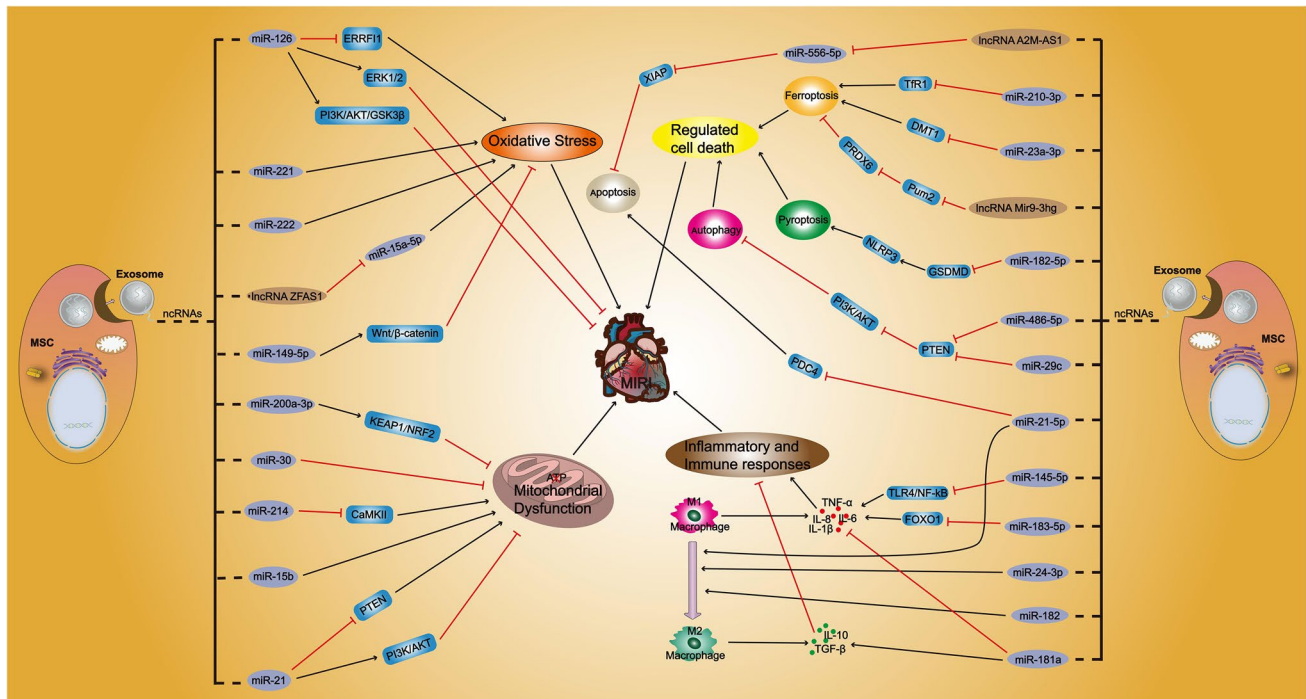 miR-126
ERRFI1
ERK1/2
PI3K/AKT/GSK3β
miR-221
miR-222
miR-15a-5p
lncRNA ZFAS1
Wnt/β-catenin
miR-149-5p
miR-200a-3p
KEAP1/NRF2
miR-30
miR-214
CaMKII
miR-15b
PTEN
PI3K/AKT
miR-21
Exosome
ncRNAs
MSC
Oxidative Stress
ATP
Mitochondrial
Dysfunction
MIRI
XIAP
miR-556-5p
lncRNA A2M-AS1
Apoptosis
Regulated
cell death
Ferroptosis
TfR1
miR-210-3p
DMT1
miR-23a-3p
PRDX6
Pum2
lncRNA Mir9-3hg
Autophagy
Pyroptosis
NLRP3
GSDMD
miR-182-5p
PI3K/AKT
PTEN
miR-486-5p
miR-29c
PDC4
miR-21-5p
Inflammatory and
Immune responses
TLR4/NF-kB
miR-145-5p
FOXO1
miR-183-5p
TNF-α
IL-8 IL-6
IL-1β
M1
Macrophage
miR-24-3p
miR-182
M2
Macrophage
IL-10
TGF-β
miR-181a
Exosome
ncRNAs
MSC